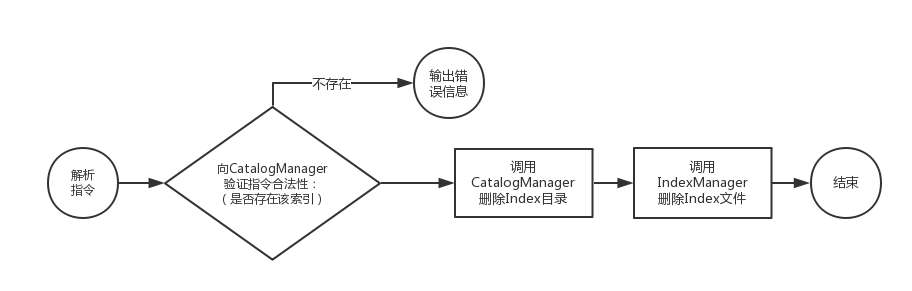 解析
指令
向CatalogManager
验证指令合法性：
（是否存在该索引）
不存在
输出错
误信息
调用
CatalogManager
删除Index目录
调用
IndexManager
删除Index文件
结束